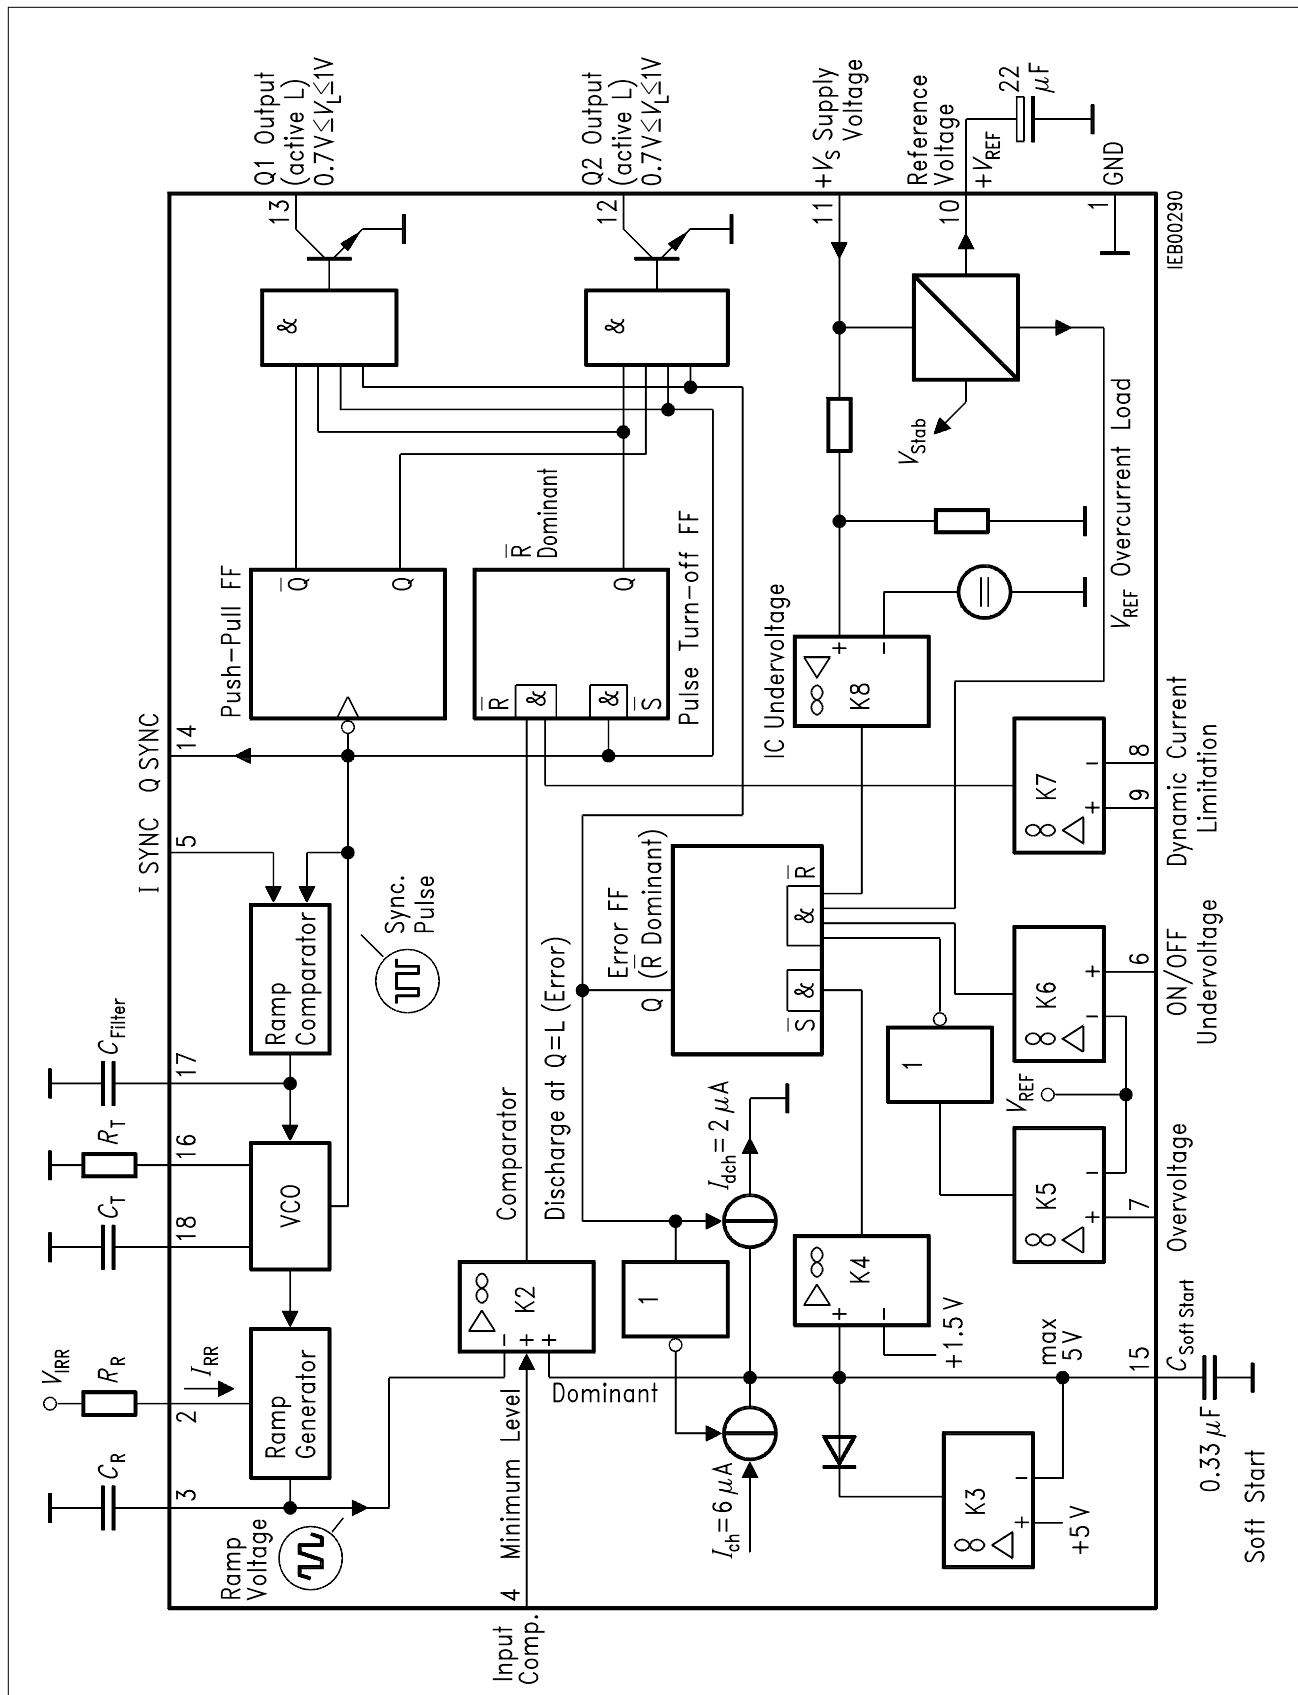 V̅IRR
RR
IRR
2
CR
3
Ramp
Generator
Ramp
Voltage
CT
18
RT
16
VCO
CFilter
17
Ramp
Comparator
Sync.
Pulse
I SYNC
5
Q SYNC
14
Push-Pull FF
Q̅
Q
&
13
Q1 Output
(active L)
0.7V≤VL≤1V
Input
Comp.
4
Minimum Level
Dominant
-
+
+
▷∞
K2
Comparator
R̅
&
&
S̅
Q
R̅
Dominant
Pulse Turn-off FF
&
12
Q2 Output
(active L)
0.7V≤VL≤1V
Discharge at Q=L (Error)
1
Ich=6 μA
Idch=2 μA
Error FF
(R̅ Dominant)
Q
S̅
&
&
R̅
+
-
▷∞
K4
+1.5 V
IC Undervoltage
∞▷
K8
+
-
VStab
11
+VS Supply
Voltage
Reference
Voltage
10
+VREF
22
μF
1
GND
1
VREF
VREF Overcurrent Load
∞
▷
K3
+
-
+5 V
max
5 V
15
CSoft Start
0.33 μF
Soft Start
∞
▷
K5
+
-
7
Overvoltage
∞
▷
K6
-
+
6
ON/OFF
Undervoltage
∞
▷
K7
+
-
9
8
Dynamic Current
Limitation
IEB00290